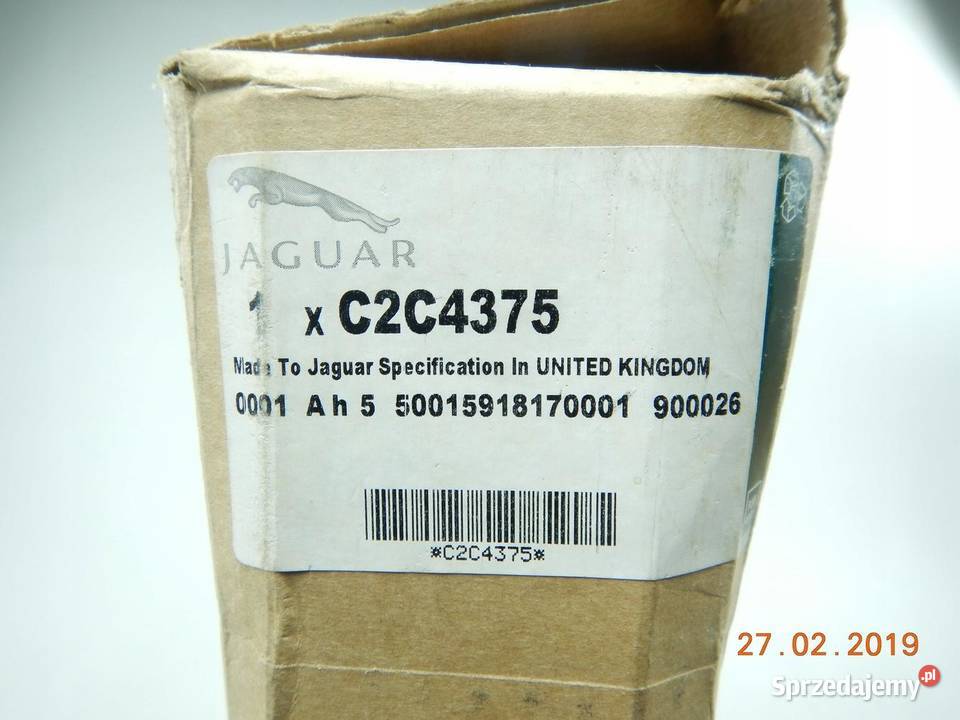 JAGUAR
1 x C2C4375
Made To Jaguar Specification In UNITED KINGDOM
0001 Ah 5 50015918170001 900026
*C2C4375*
27.02.2019
Sprzedajemy.pl